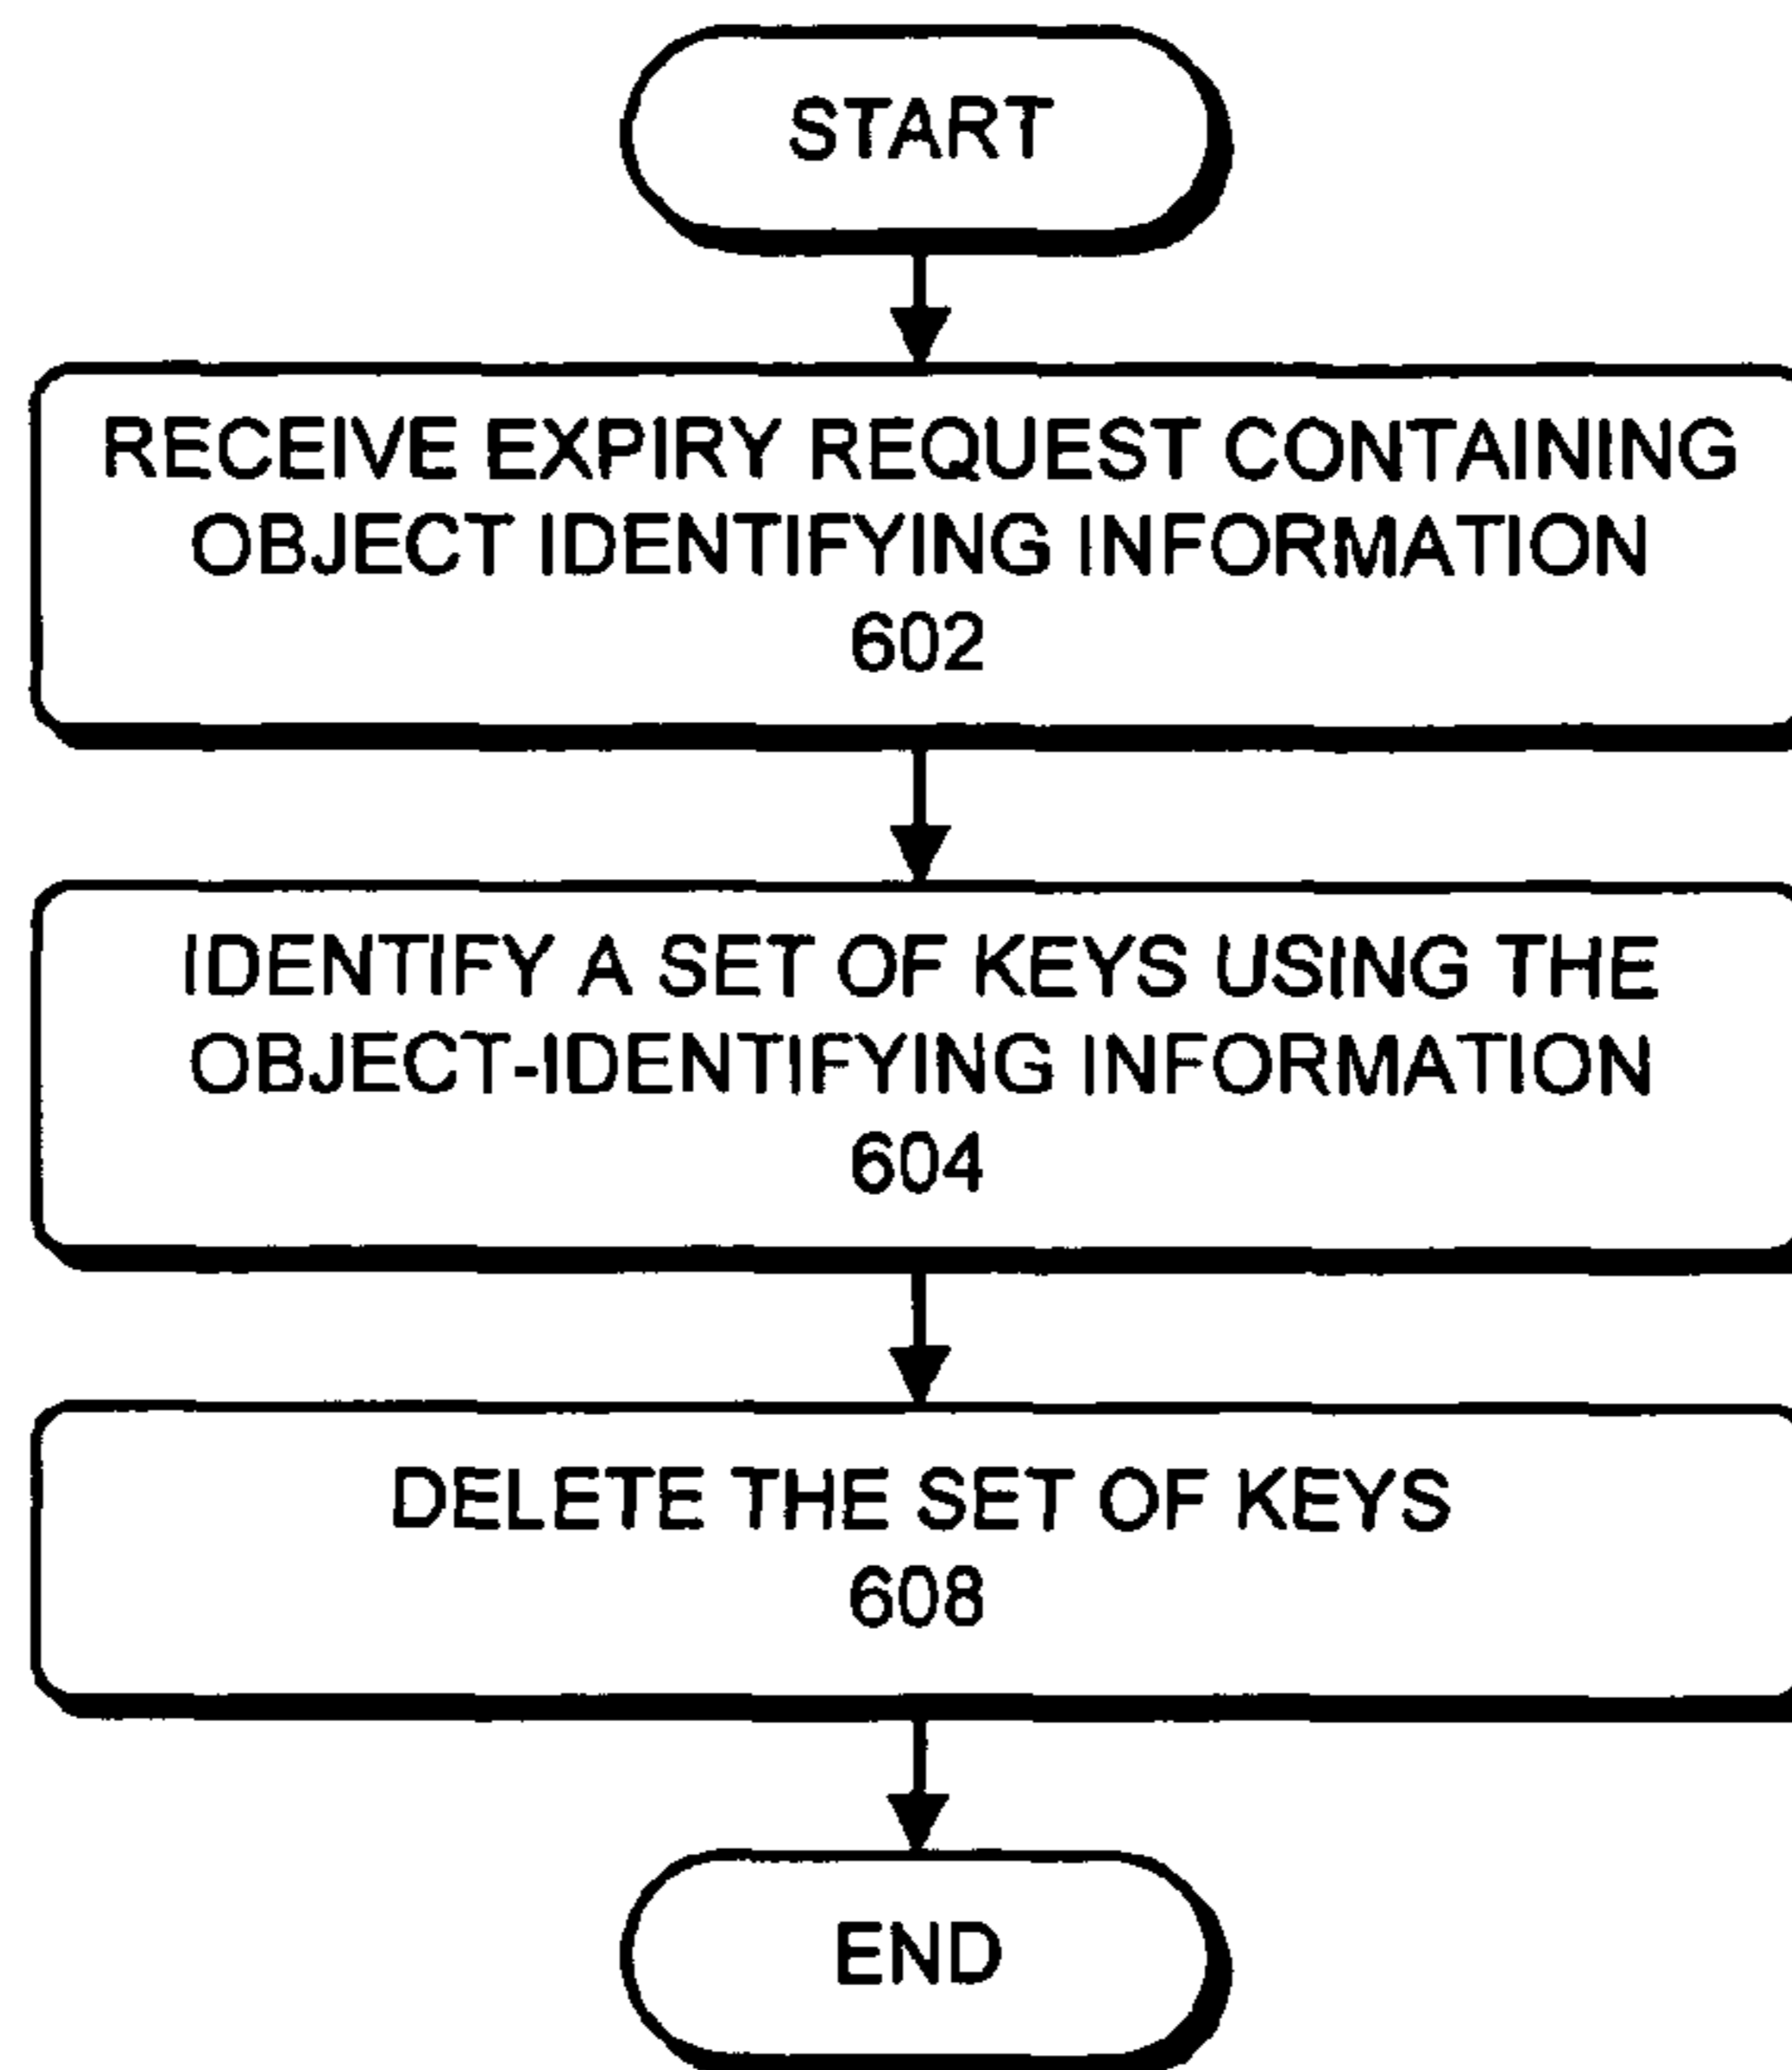 START
RECEIVE EXPIRY REQUEST CONTAINING
OBJECT IDENTIFYING INFORMATION
602
IDENTIFY A SET OF KEYS USING THE
OBJECT-IDENTIFYING INFORMATION
604
DELETE THE SET OF KEYS
608
END